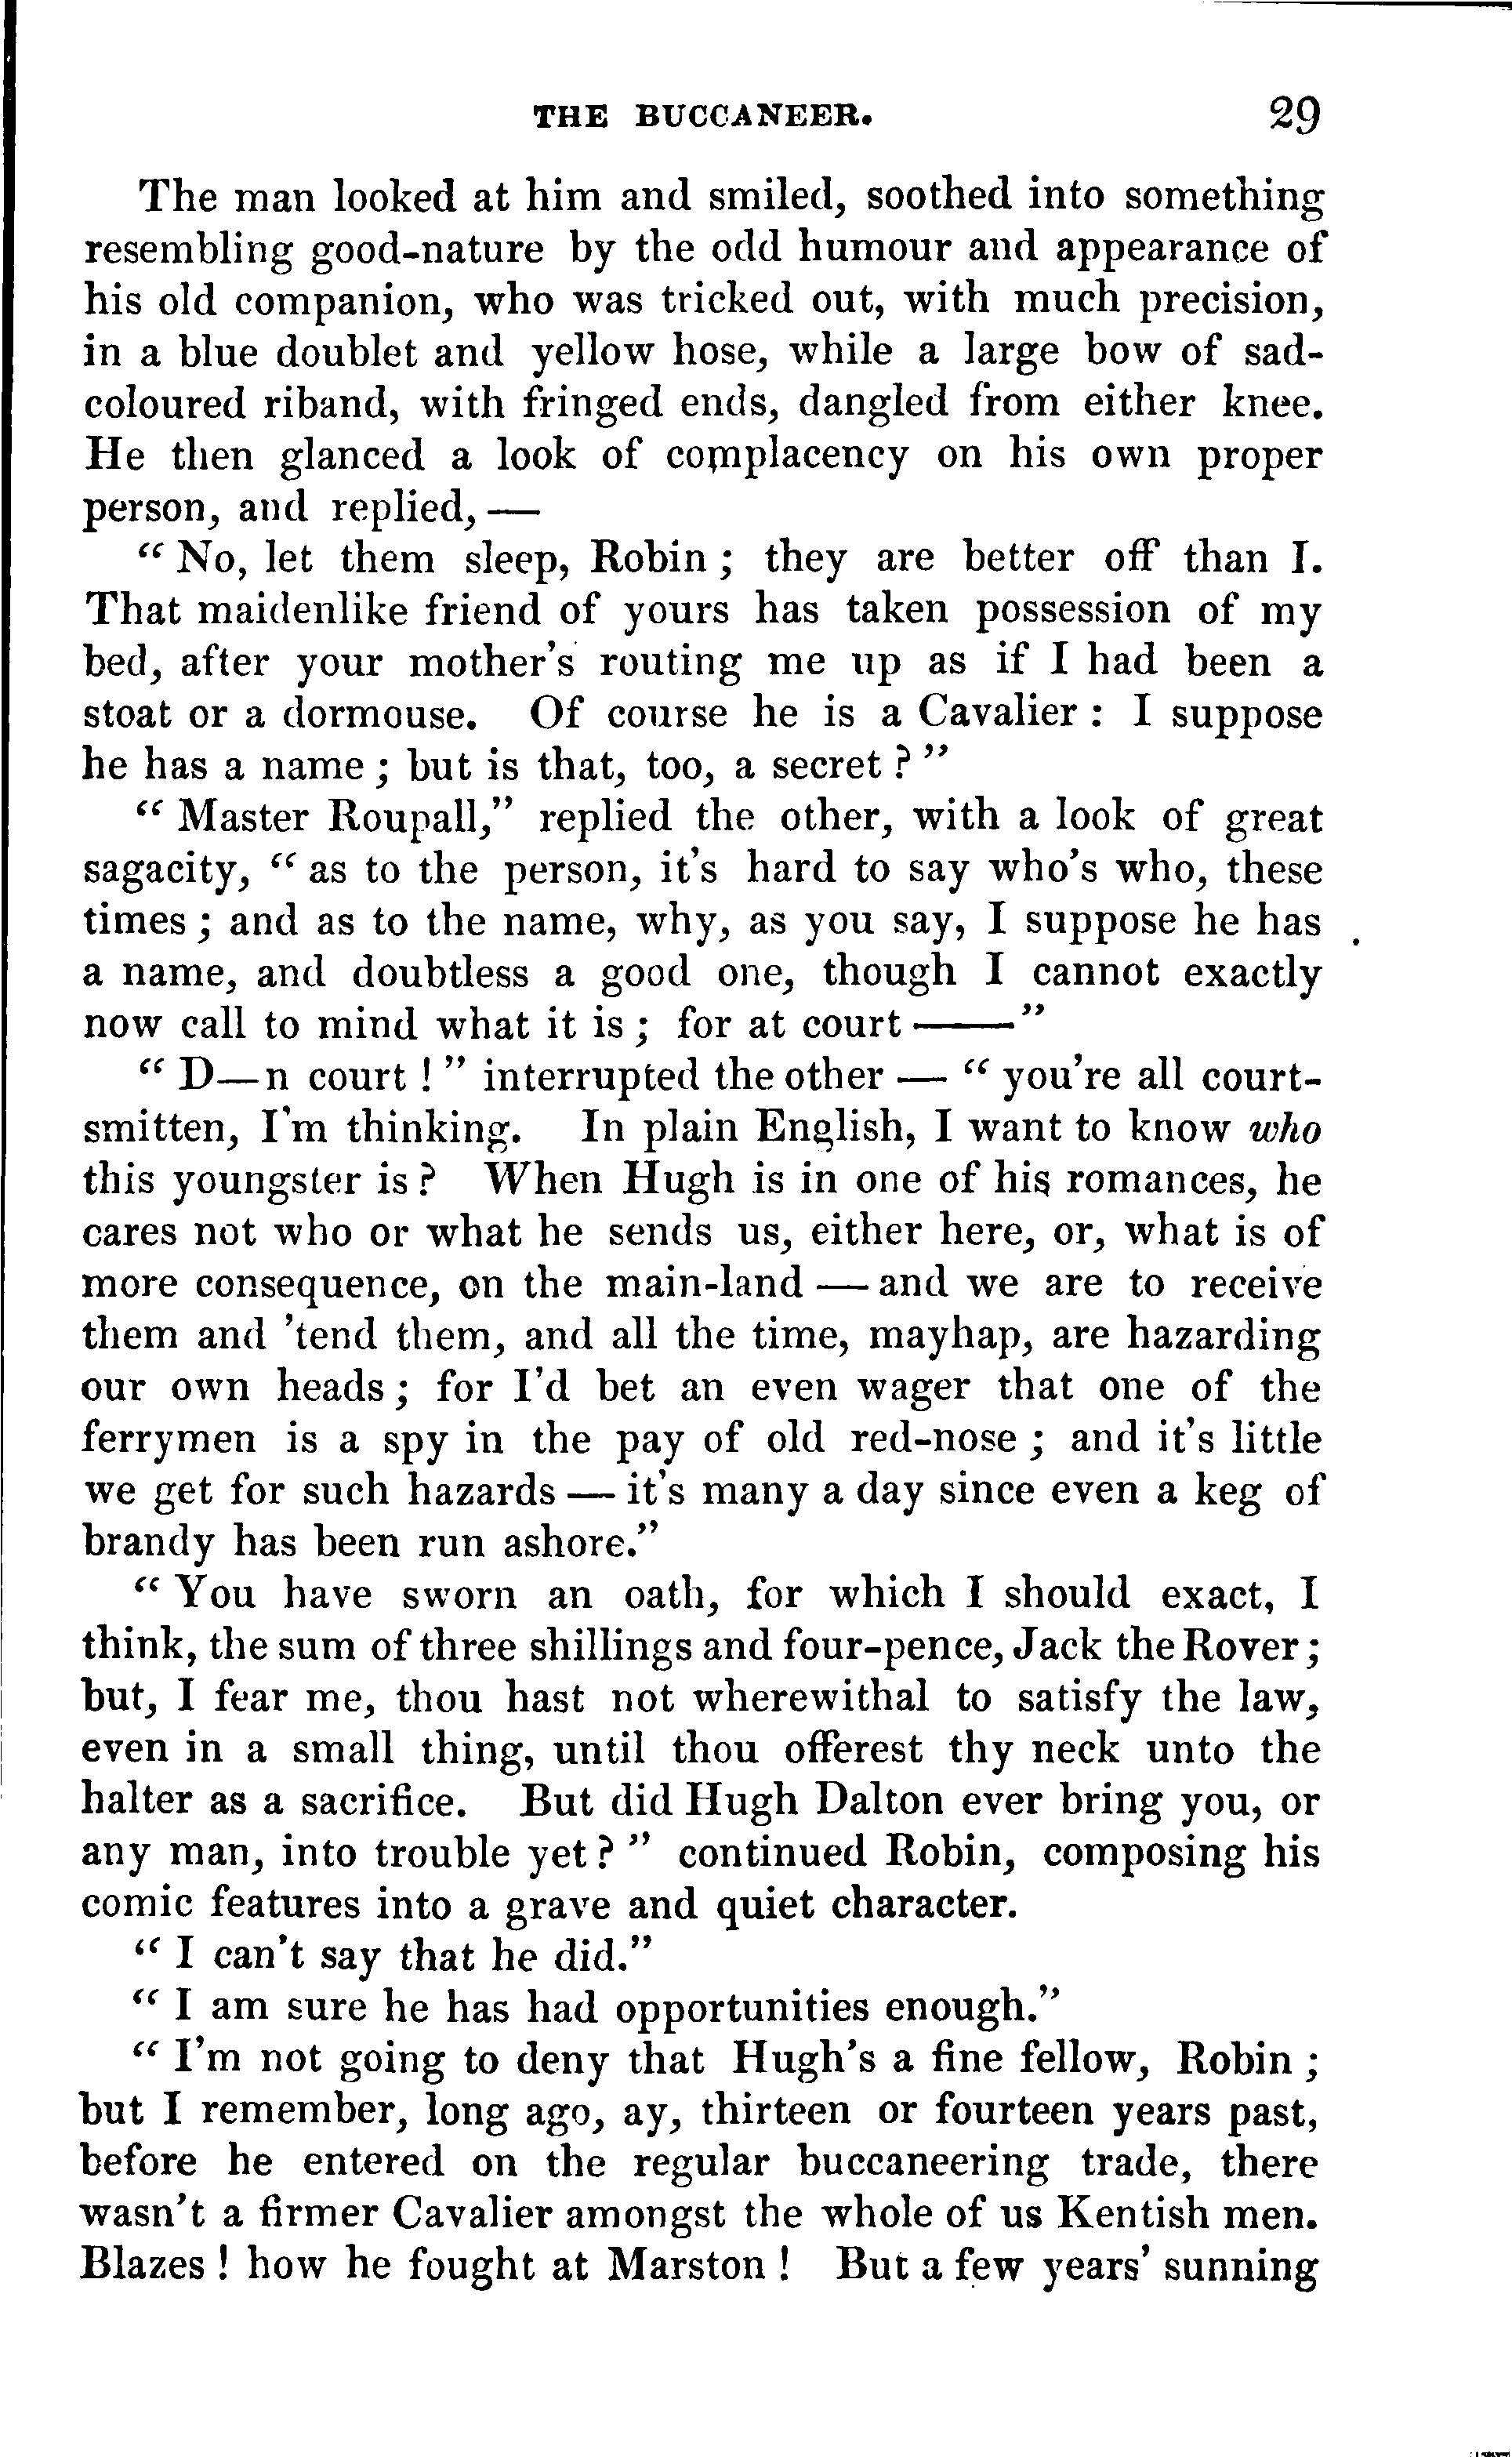 THE BUCCANEER. 29
The man looked at him and smiled, soothed into something
resembling good-nature by the odd humour and appearance of
his old companion, who was tricked out, with much precision,
in a blue doublet and yellow hose, while a large bow of sad-
coloured riband, with fringed ends, dangled from either knee.
He then glanced a look of complacency on his own proper
person, and replied, —
“ No, let them sleep, Robin ; they are better off than I.
That maidenlike friend of yours has taken possession of my
bed, after your mother's routing me up as if I had been a
stoat or a dormouse. Of course he is a Cavalier : I suppose
he has a name ; but is that, too, a secret ? ”
“ Master Roupall,” replied the other, with a look of great
sagacity, “ as to the person, it's hard to say who's who, these
times ; and as to the name, why, as you say, I suppose he has
a name, and doubtless a good one, though I cannot exactly
now call to mind what it is ; for at court ——”
“ D—n court ! ” interrupted the other — “ you're all court-
smitten, I'm thinking. In plain English, I want to know who
this youngster is ? When Hugh is in one of his romances, he
cares not who or what he sends us, either here, or, what is of
more consequence, on the main-land — and we are to receive
them and 'tend them, and all the time, mayhap, are hazarding
our own heads ; for I'd bet an even wager that one of the
ferrymen is a spy in the pay of old red-nose ; and it's little
we get for such hazards — it's many a day since even a keg of
brandy has been run ashore.”
“ You have sworn an oath, for which I should exact, I
think, the sum of three shillings and four-pence, Jack the Rover ;
but, I fear me, thou hast not wherewithal to satisfy the law,
even in a small thing, until thou offerest thy neck unto the
halter as a sacrifice. But did Hugh Dalton ever bring you, or
any man, into trouble yet ? ” continued Robin, composing his
comic features into a grave and quiet character.
“ I can't say that he did.”
“ I am sure he has had opportunities enough.”
“ I'm not going to deny that Hugh's a fine fellow, Robin ;
but I remember, long ago, ay, thirteen or fourteen years past,
before he entered on the regular buccaneering trade, there
wasn't a firmer Cavalier amongst the whole of us Kentish men.
Blazes ! how he fought at Marston ! But a few years' sunning